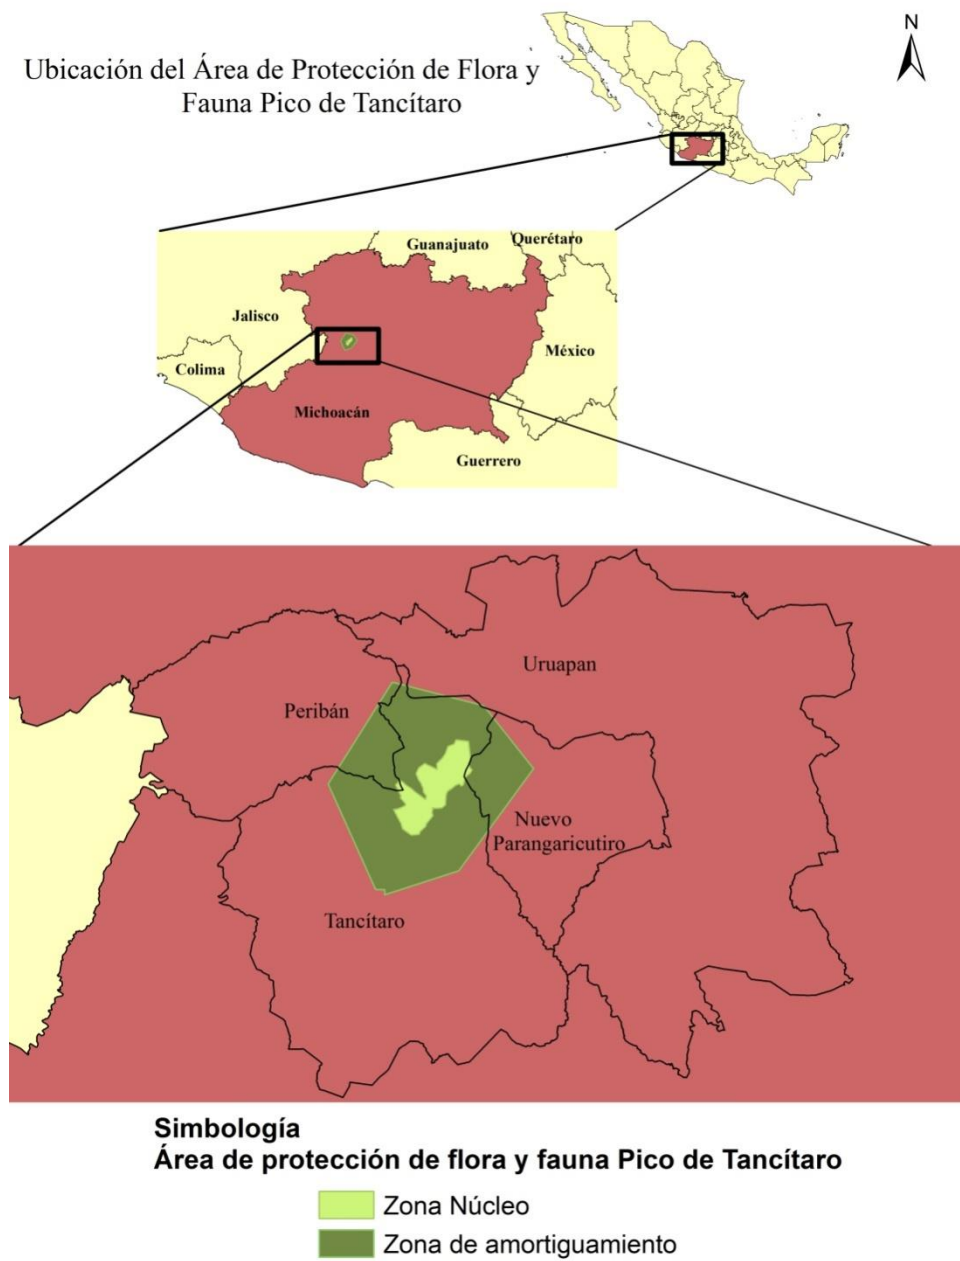 N
Ubicación del Área de Protección de Flora y
Fauna Pico de Tancítaro
Guanajuato
Querétaro
Jalisco
México
Colima
Michoacán
Guerrero
Uruapan
Peribán
Nuevo
Parangaricutiro
Tancítaro
Simbología
Área de protección de flora y fauna Pico de Tancítaro
Zona Núcleo
Zona de amortiguamiento